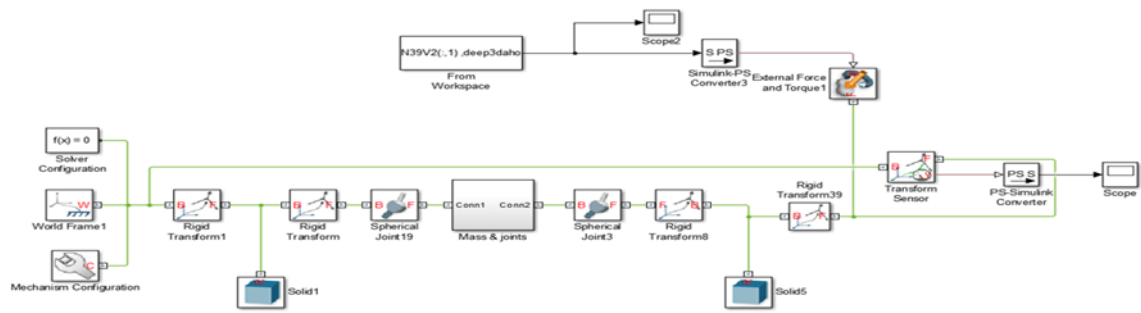 Scope2
N39V2(:,1) ,deep3daho
From
Workspace
S PS
Simulink-PS
Converter3
External Force
and Torque1
f(x) = 0
Solver
Configuration
W
World Frame1
C
Mechanism Configuration
B F
Rigid
Transform1
B F
Rigid
Transform
B F
Spherical
Joint19
Conn1 Conn2
Mass & joints
B F
Spherical
Joint3
F B
Rigid
Transform8
Rigid
Transform39
B F
B F
Transform
Sensor
PS S
PS-Simulink
Converter
Scope
Solid1
Solid5